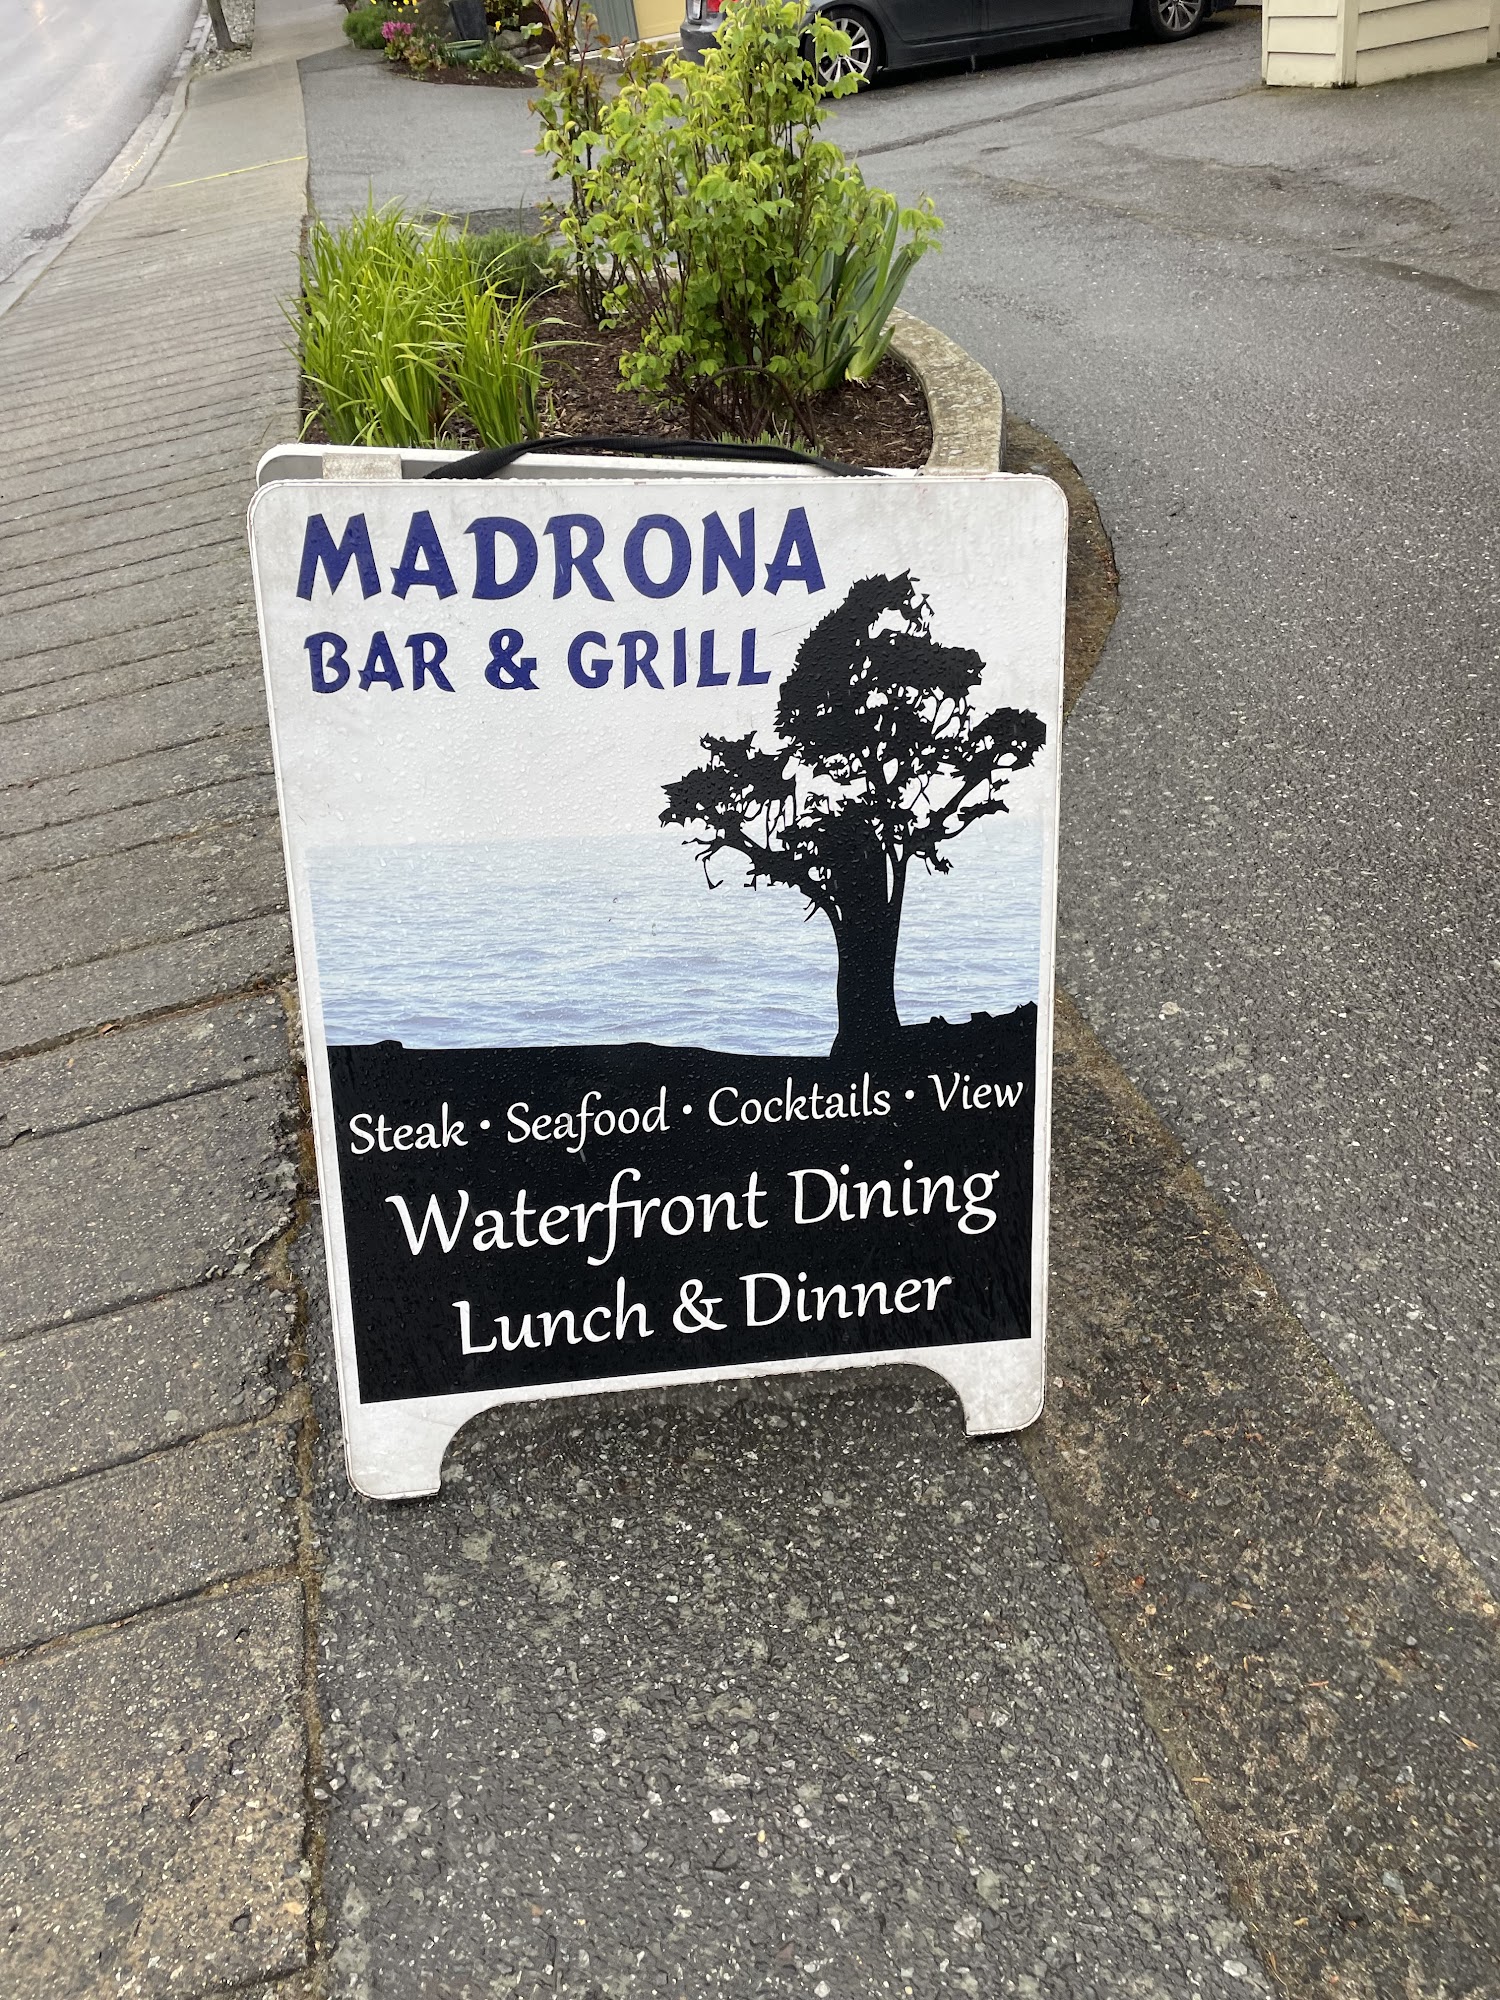 MADRONA
BAR & GRILL
Steak • Seafood • Cocktails • View
Waterfront Dining
Lunch & Dinner